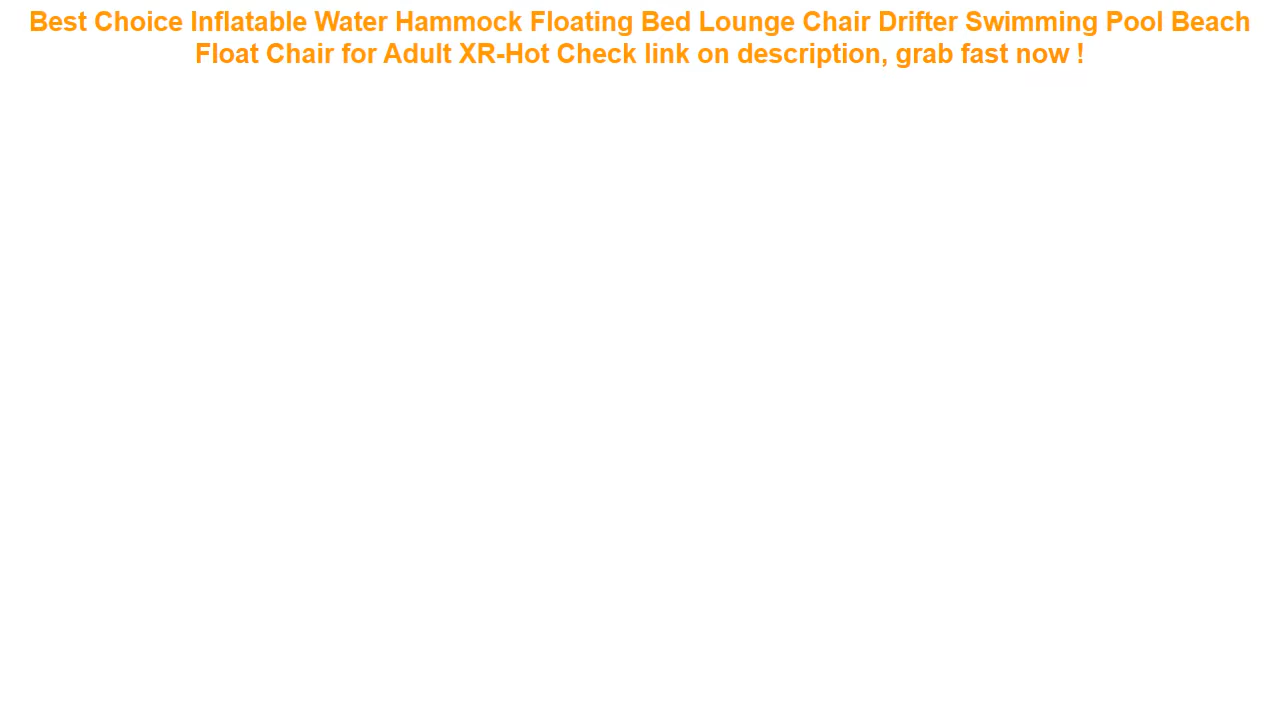 Best Choice Inflatable Water Hammock Floating Bed Lounge Chair Drifter Swimming Pool Beach
Float Chair for Adult XR-Hot Check link on description, grab fast now !